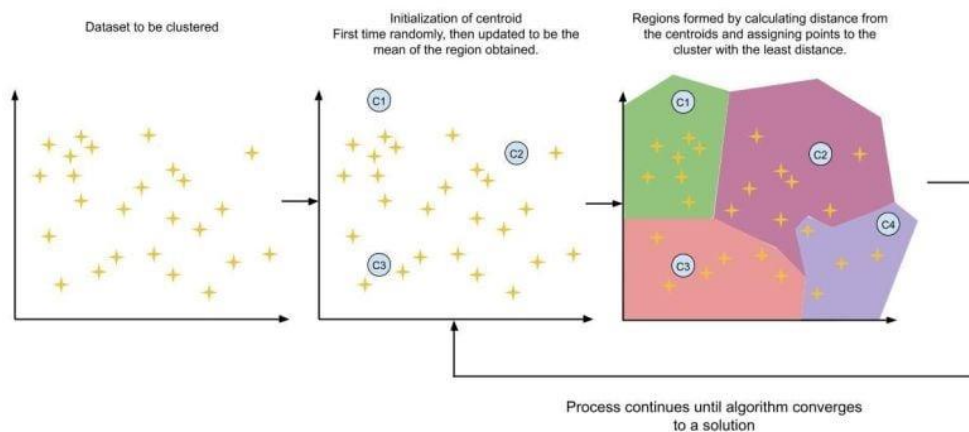 Dataset to be clustered
Initialization of centroid
First time randomly, then updated to be the
mean of the region obtained.
Regions formed by calculating distance from
the centroids and assigning points to the
cluster with the least distance.
C1
C2
C3
C1
C2
C3
C4
Process continues until algorithm converges
to a solution